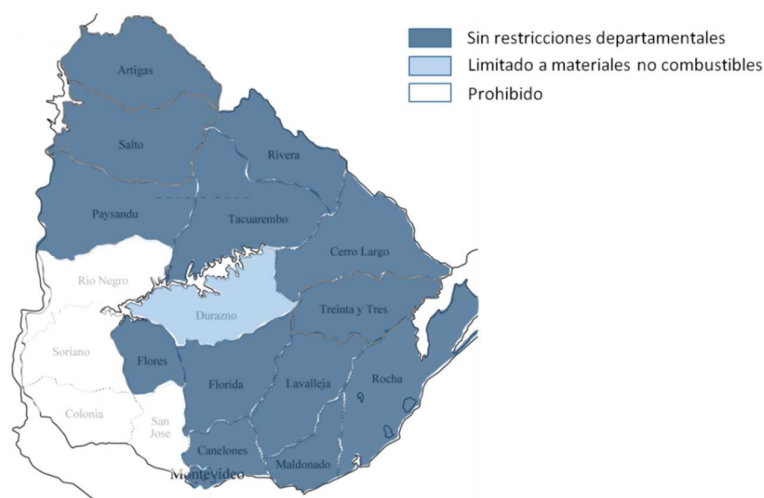 Sin restricciones departamentales
Limitado a materiales no combustibles
Prohibido
Artigas
Salto
Rivera
Paysandu
Tacuarembo
Cerro Largo
Rio Negro
Durazno
Treinta y Tres
Soriano
Flores
Florida
Lavalleja
Rocha
Colonia
San
Jose
Canelones
Maldonado
Montevideo